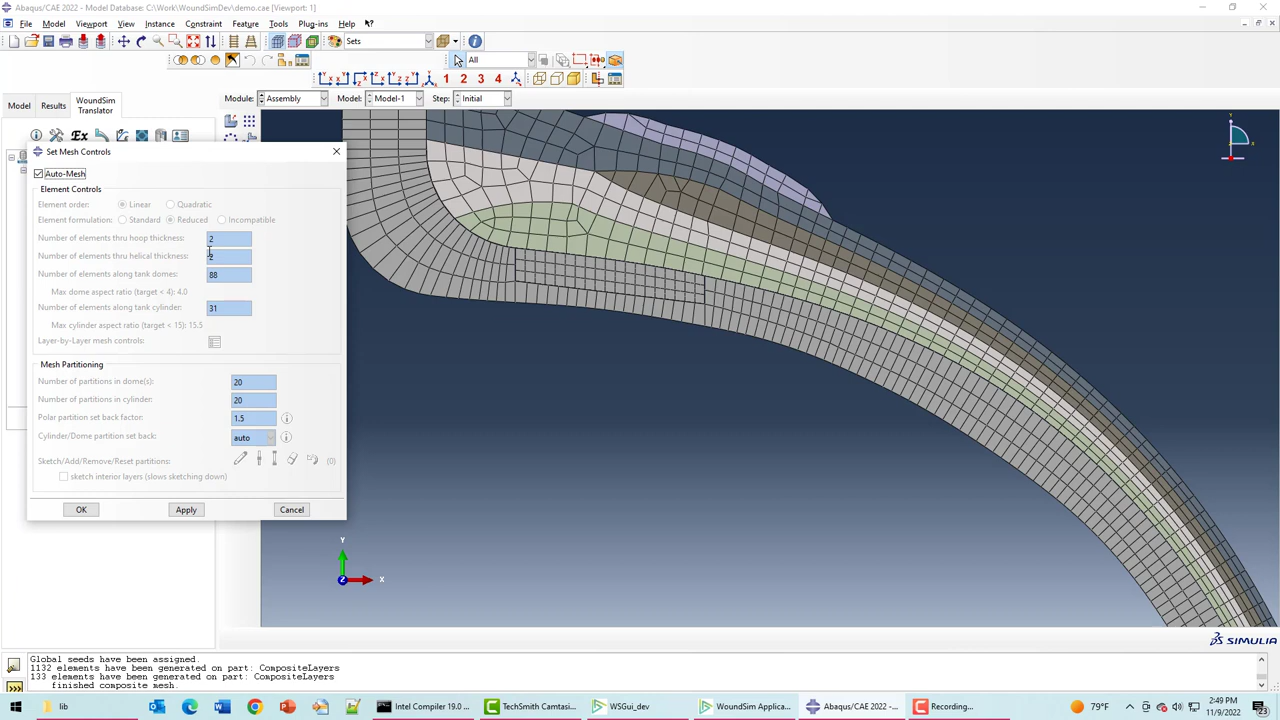 Abaqus/CAE 2022 - Model Database: C:\Work\WoundSimDev\demo.cae [Viewport: 1]
File Model Viewport View Instance Constraint Feature Tools Plug-ins Help
Sets
All
1 2 3 4
Model Results WoundSim Translator
Module: Assembly Model: Model-1 Step: Initial
Ex
Set Mesh Controls
Auto-Mesh
Element Controls
Element order: Linear Quadratic
Element formulation: Standard Reduced Incompatible
Number of elements thru hoop thickness: 2
Number of elements thru helical thickness: 2
Number of elements along tank domes: 88
Max dome aspect ratio (target < 4): 4.0
Number of elements along tank cylinder: 31
Max cylinder aspect ratio (target < 15): 15.5
Layer-by-Layer mesh controls:
Mesh Partitioning
Number of partitions in dome(s): 20
Number of partitions in cylinder: 20
Polar partition set back factor: 1.5
Cylinder/Dome partition set back: auto
Sketch/Add/Remove/Reset partitions: (0)
sketch interior layers (slows sketching down)
OK Apply Cancel
Y
X
Z
SIMULIA
Global seeds have been assigned.
1132 elements have been generated on part: CompositeLayers
133 elements have been generated on part: CompositeLayers
finished composite mesh.
lib
Intel Compiler 19.0 ...
TechSmith Camtasi...
WSGui_dev
WoundSim Applica...
Abaqus/CAE 2022 -...
Recording...
79°F
2:49 PM
11/9/2022